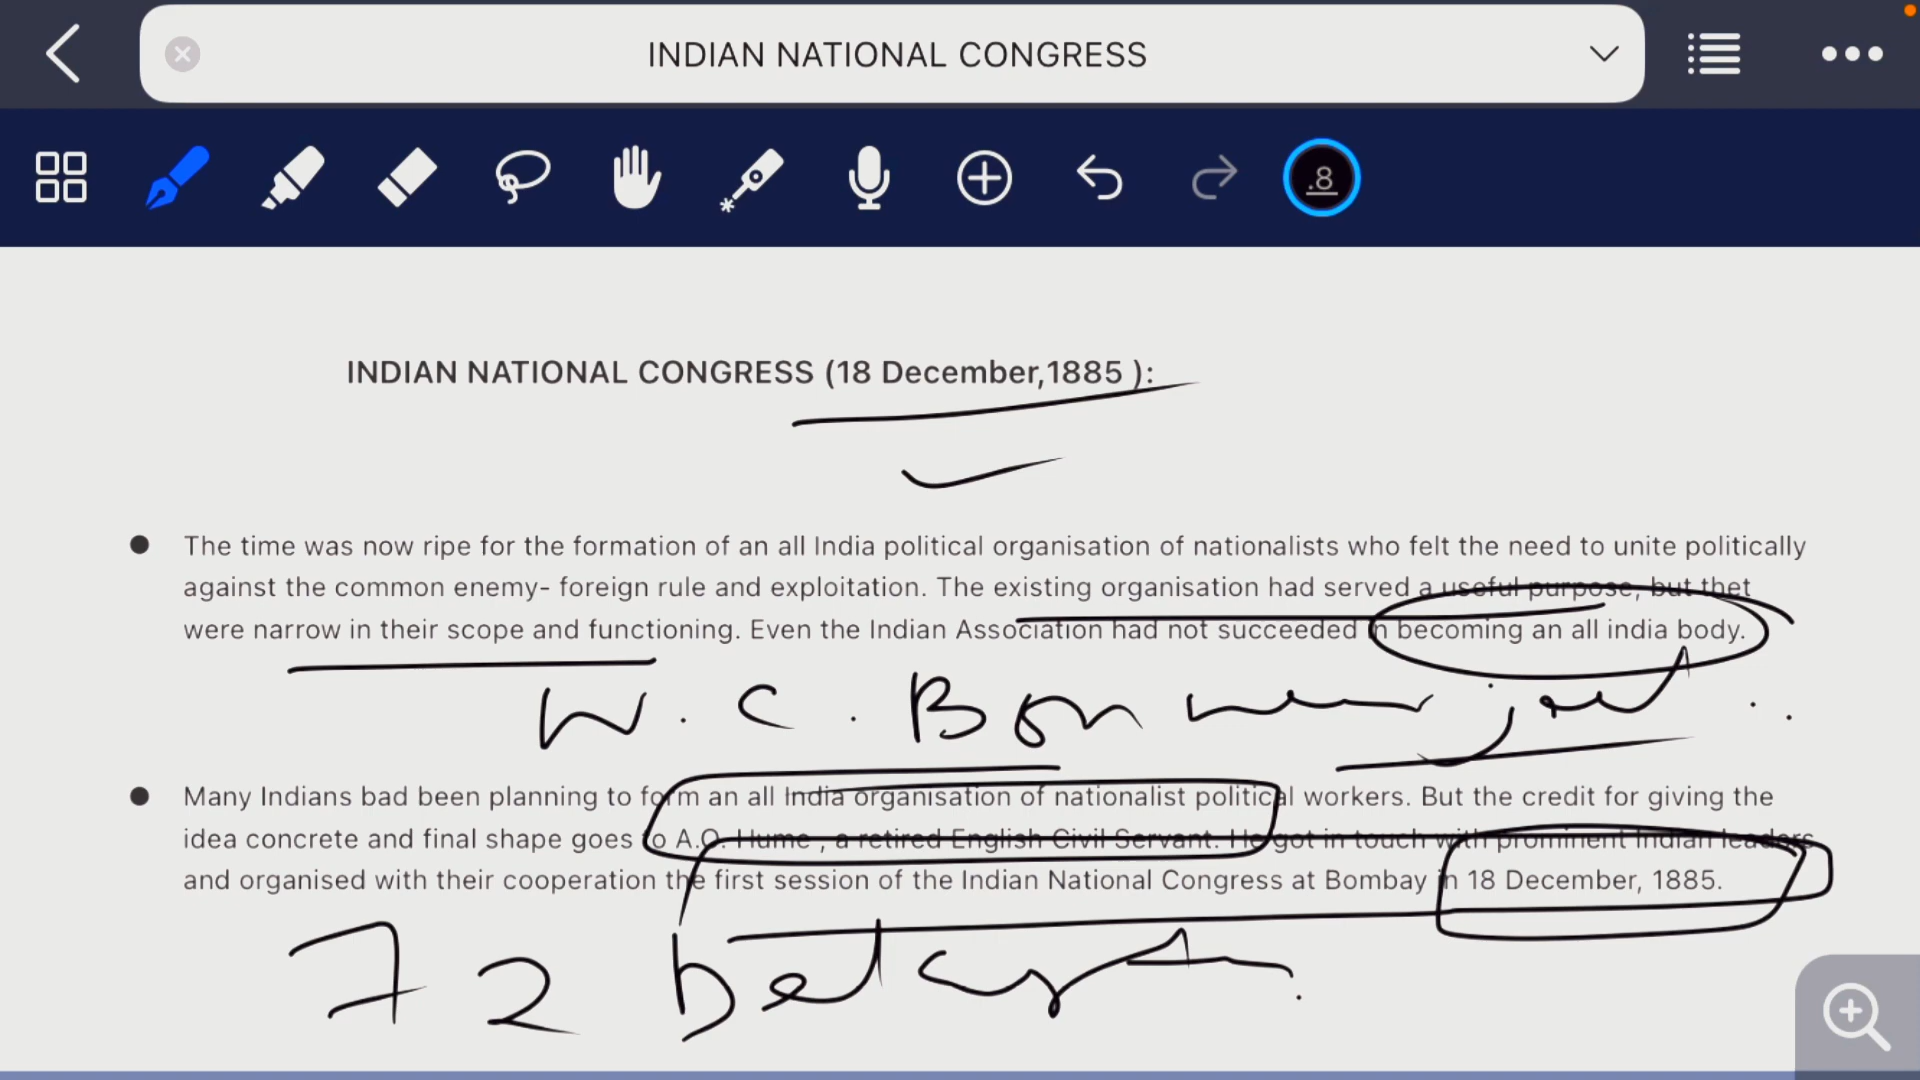 INDIAN NATIONAL CONGRESS
.8
INDIAN NATIONAL CONGRESS (18 December,1885 ):
The time was now ripe for the formation of an all India political organisation of nationalists who felt the need to unite politically
against the common enemy- foreign rule and exploitation. The existing organisation had served a useful purpose, but thet
were narrow in their scope and functioning. Even the Indian Association had not succeeded in becoming an all india body.
W. C. Bonnerjee
Many Indians bad been planning to form an all India organisation of nationalist political workers. But the credit for giving the
idea concrete and final shape goes to A.O. Hume , a retired English Civil Servant. He got in touch with prominent Indian leaders
and organised with their cooperation the first session of the Indian National Congress at Bombay in 18 December, 1885.
72